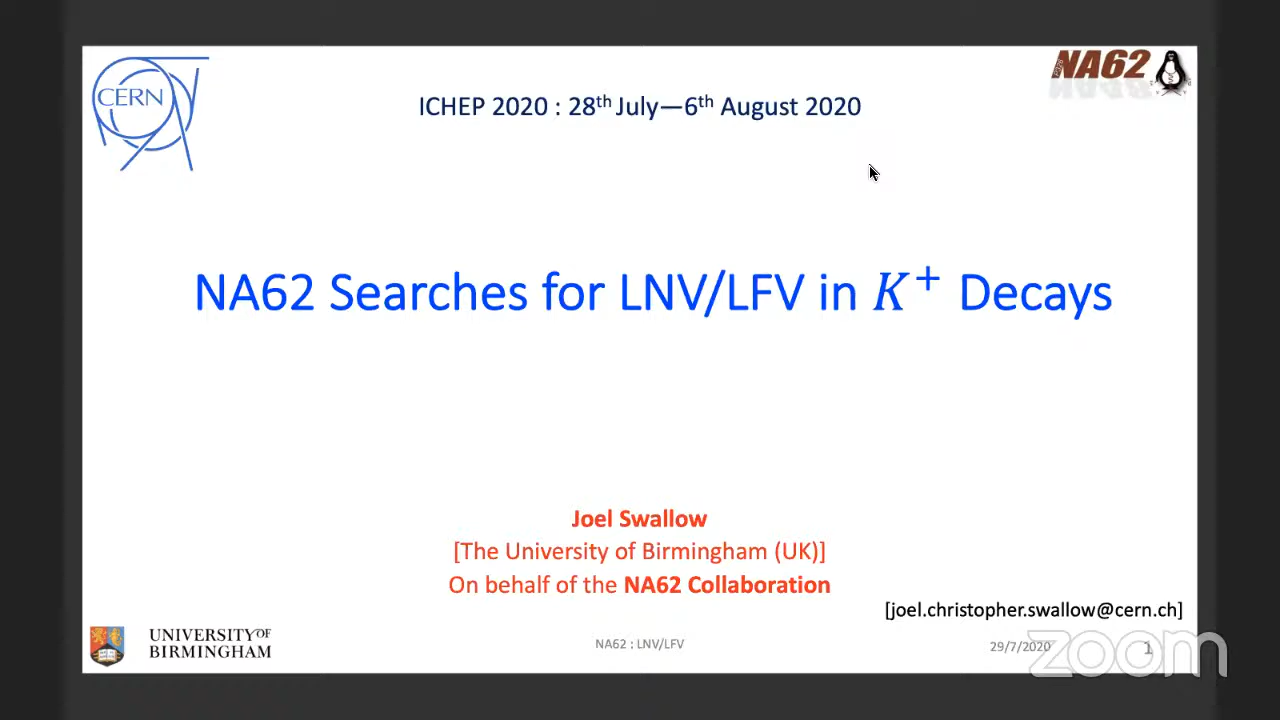 CERN
NA62
ICHEP 2020 : 28th July—6th August 2020
NA62 Searches for LNV/LFV in K+ Decays
Joel Swallow
[The University of Birmingham (UK)]
On behalf of the NA62 Collaboration
[joel.christopher.swallow@cern.ch]
UNIVERSITYOF
BIRMINGHAM
NA62 : LNV/LFV
29/7/2020
1
zoom